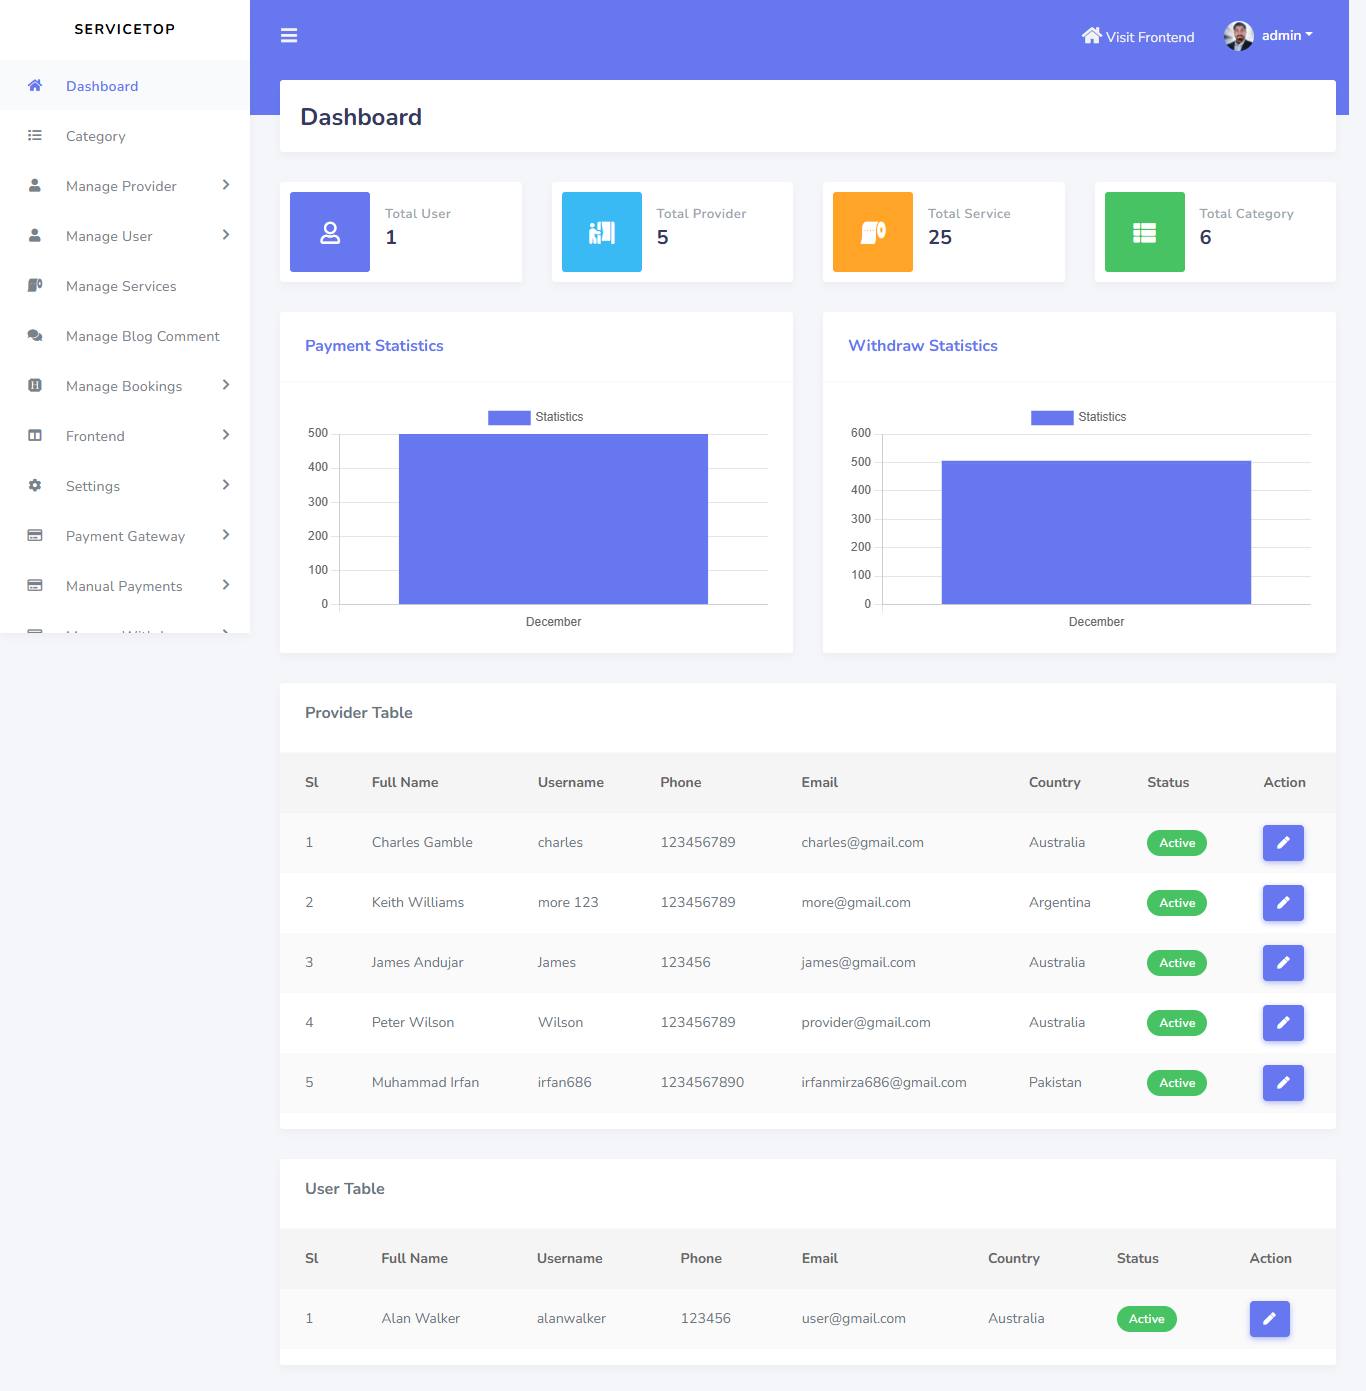 SERVICETOP
Visit Frontend
admin
Dashboard
Category
Manage Provider
Manage User
Manage Services
Manage Blog Comment
Manage Bookings
Frontend
Settings
Payment Gateway
Manual Payments
Dashboard
Total User
1
Total Provider
5
Total Service
25
Total Category
6
Payment Statistics
Statistics
500
400
300
200
100
0
December
Withdraw Statistics
Statistics
600
500
400
300
200
100
0
December
Provider Table
Sl Full Name Username Phone Email Country Status Action
1 Charles Gamble charles 123456789 charles@gmail.com Australia Active
2 Keith Williams more 123 123456789 more@gmail.com Argentina Active
3 James Andujar James 123456 james@gmail.com Australia Active
4 Peter Wilson Wilson 123456789 provider@gmail.com Australia Active
5 Muhammad Irfan irfan686 1234567890 irfanmirza686@gmail.com Pakistan Active
User Table
Sl Full Name Username Phone Email Country Status Action
1 Alan Walker alanwalker 123456 user@gmail.com Australia Active